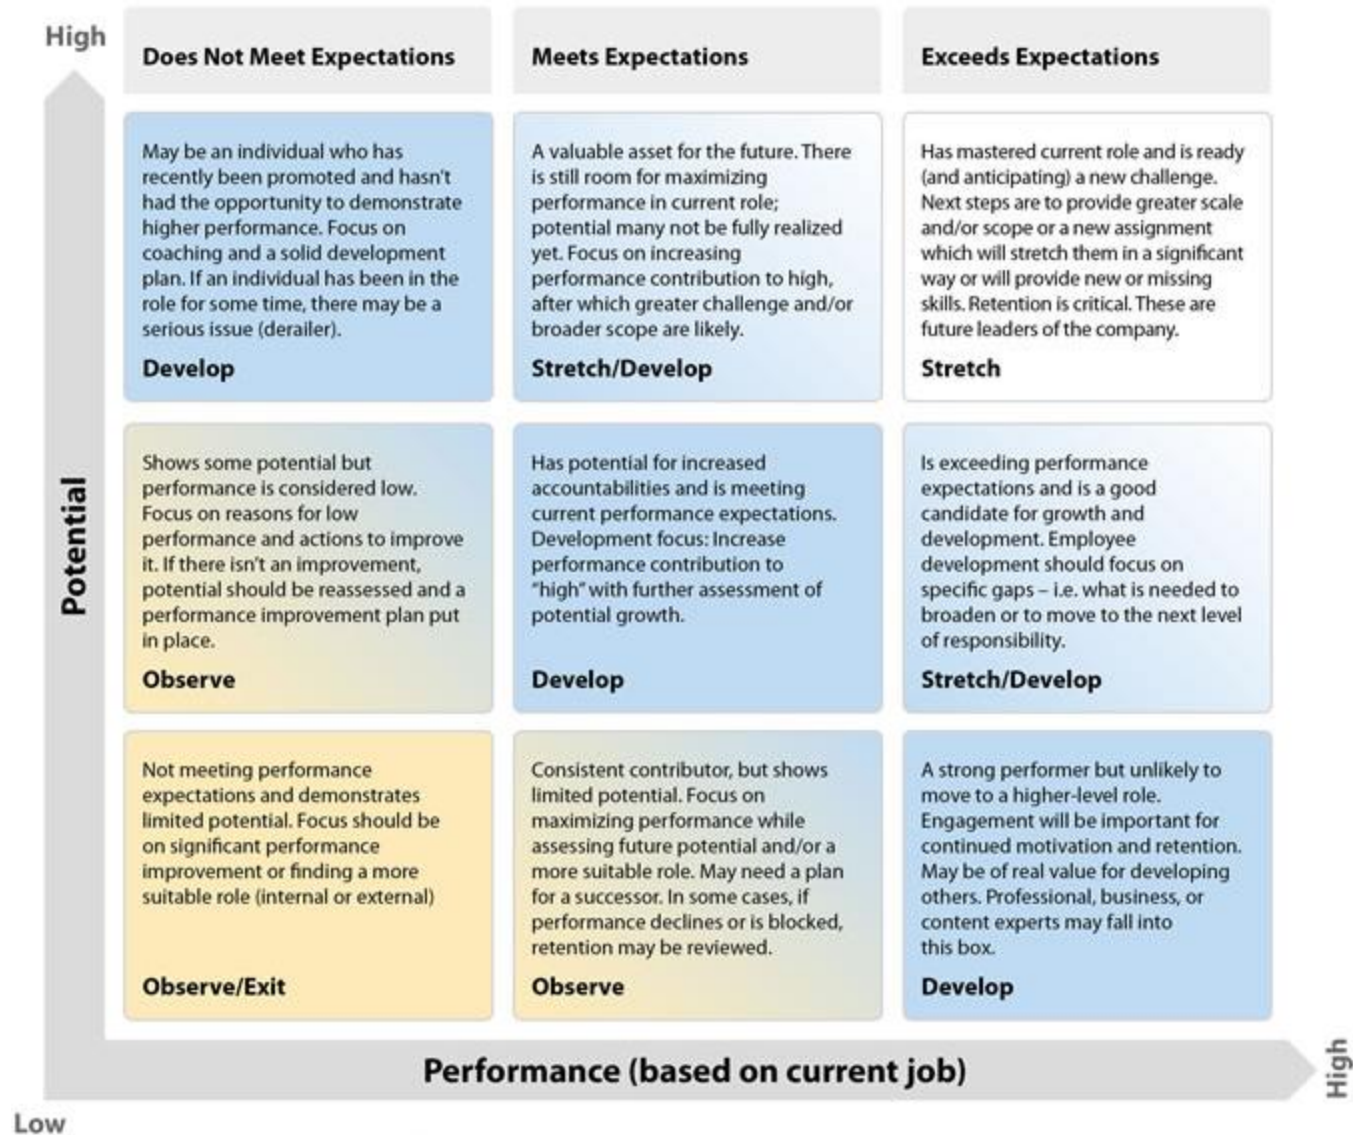 High
Does Not Meet Expectations
Meets Expectations
Exceeds Expectations
May be an individual who has
recently been promoted and hasn't
had the opportunity to demonstrate
higher performance. Focus on
coaching and a solid development
plan. If an individual has been in the
role for some time, there may be a
serious issue (derailer).
Develop
A valuable asset for the future. There
is still room for maximizing
performance in current role;
potential many not be fully realized
yet. Focus on increasing
performance contribution to high,
after which greater challenge and/or
broader scope are likely.
Stretch/Develop
Has mastered current role and is ready
(and anticipating) a new challenge.
Next steps are to provide greater scale
and/or scope or a new assignment
which will stretch them in a significant
way or will provide new or missing
skills. Retention is critical. These are
future leaders of the company.
Stretch
Potential
Shows some potential but
performance is considered low.
Focus on reasons for low
performance and actions to improve
it. If there isn't an improvement,
potential should be reassessed and a
performance improvement plan put
in place.
Observe
Has potential for increased
accountabilities and is meeting
current performance expectations.
Development focus: Increase
performance contribution to
"high" with further assessment of
potential growth.
Develop
Is exceeding performance
expectations and is a good
candidate for growth and
development. Employee
development should focus on
specific gaps – i.e. what is needed to
broaden or to move to the next level
of responsibility.
Stretch/Develop
Not meeting performance
expectations and demonstrates
limited potential. Focus should be
on significant performance
improvement or finding a more
suitable role (internal or external)
Observe/Exit
Consistent contributor, but shows
limited potential. Focus on
maximizing performance while
assessing future potential and/or a
more suitable role. May need a plan
for a successor. In some cases, if
performance declines or is blocked,
retention may be reviewed.
Observe
A strong performer but unlikely to
move to a higher-level role.
Engagement will be important for
continued motivation and retention.
May be of real value for developing
others. Professional, business, or
content experts may fall into
this box.
Develop
Performance (based on current job)
High
Low